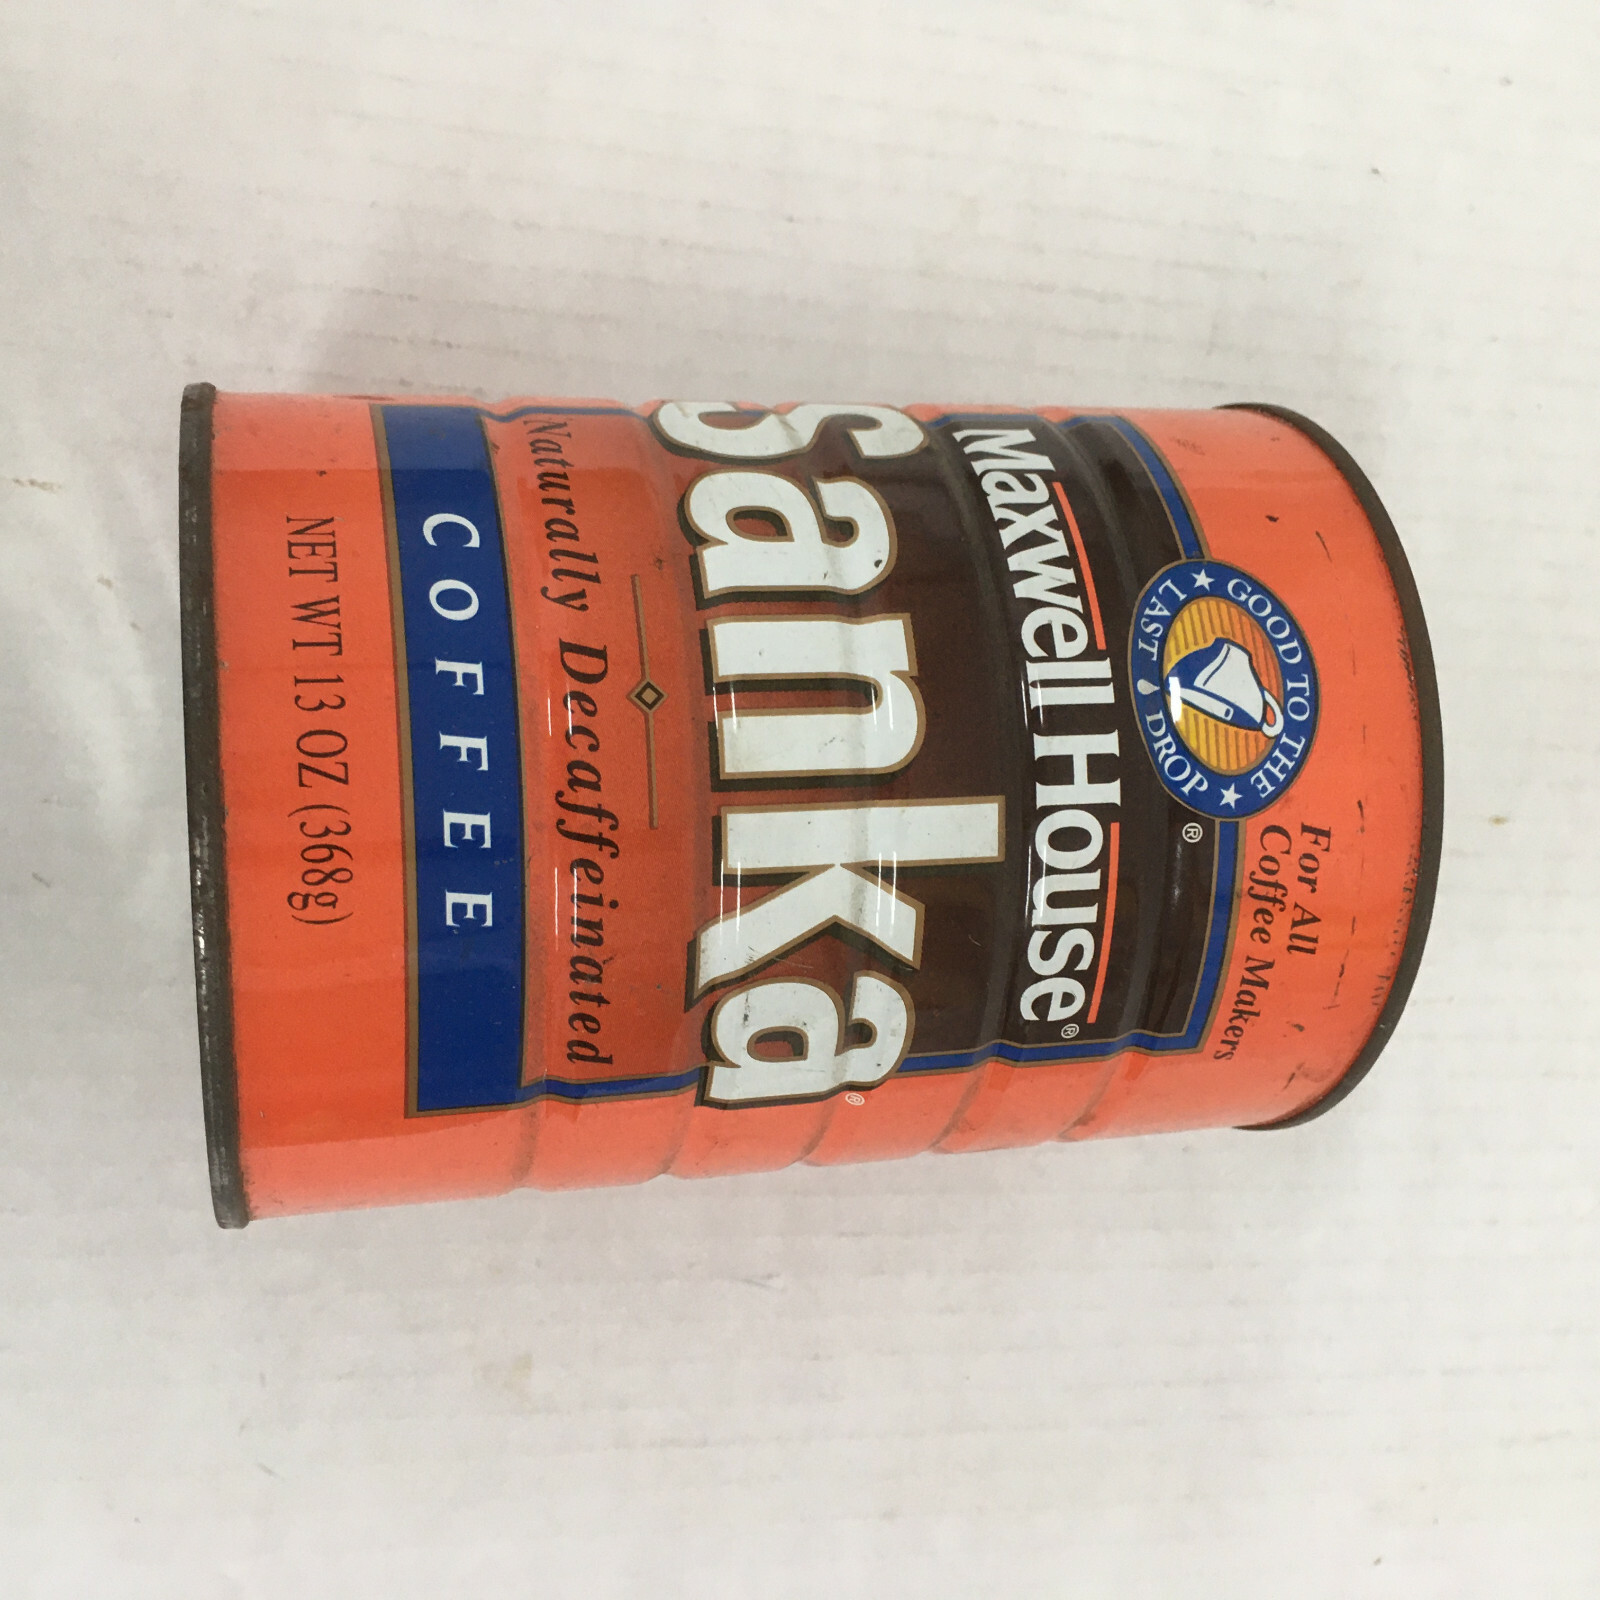 GOOD TO THE
LAST DROP
®
For All
Coffee Makers
Maxwell House®
Sanka®
Naturally Decaffeinated
COFFEE
NET WT 13 OZ (368g)